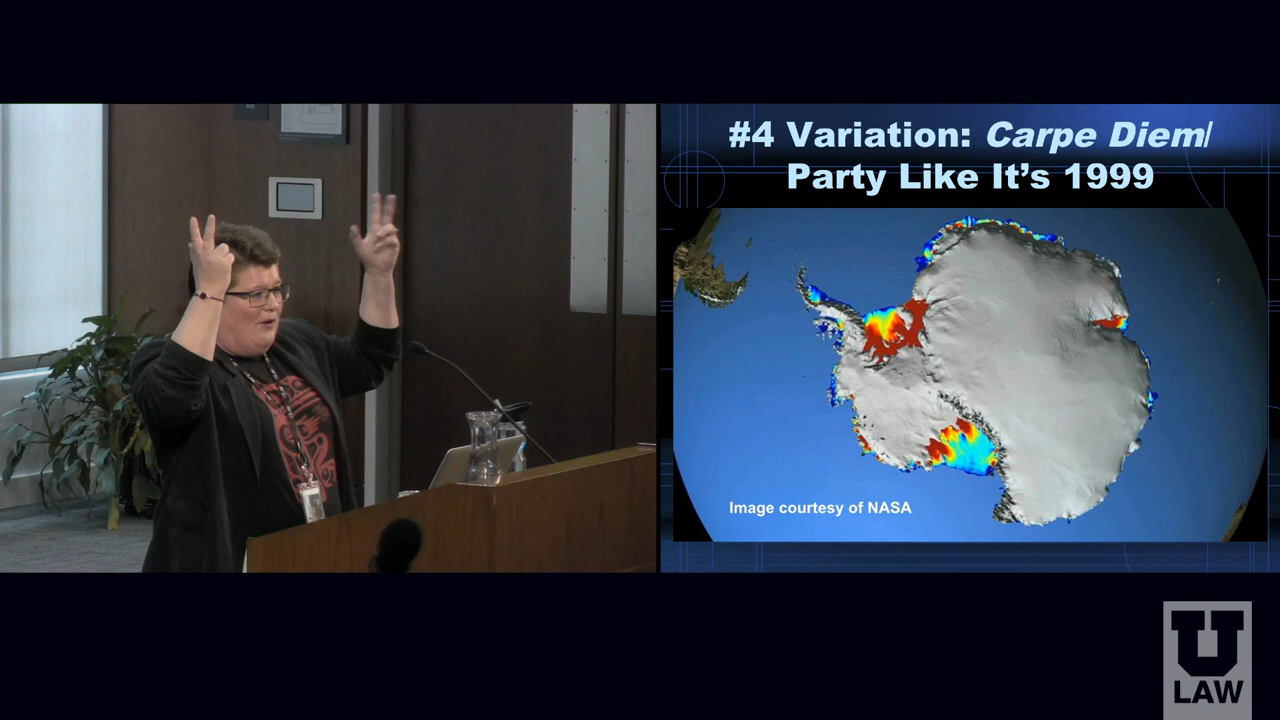 #4 Variation: Carpe Diem/
Party Like It's 1999
Image courtesy of NASA
U
LAW